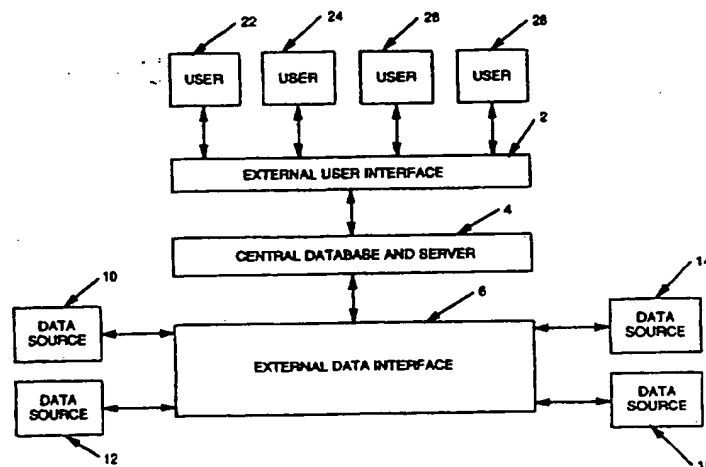 22
24
26
28
USER
USER
USER
USER
2
EXTERNAL USER INTERFACE
4
CENTRAL DATABASE AND SERVER
10
6
14
DATA
SOURCE
DATA
SOURCE
EXTERNAL DATA INTERFACE
DATA
SOURCE
DATA
SOURCE
12